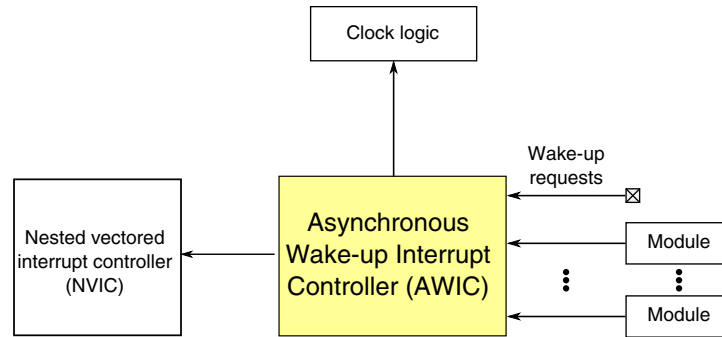 Clock logic
Wake-up
requests
Nested vectored
interrupt controller
(NVIC)
Asynchronous
Wake-up Interrupt
Controller (AWIC)
Module
Module